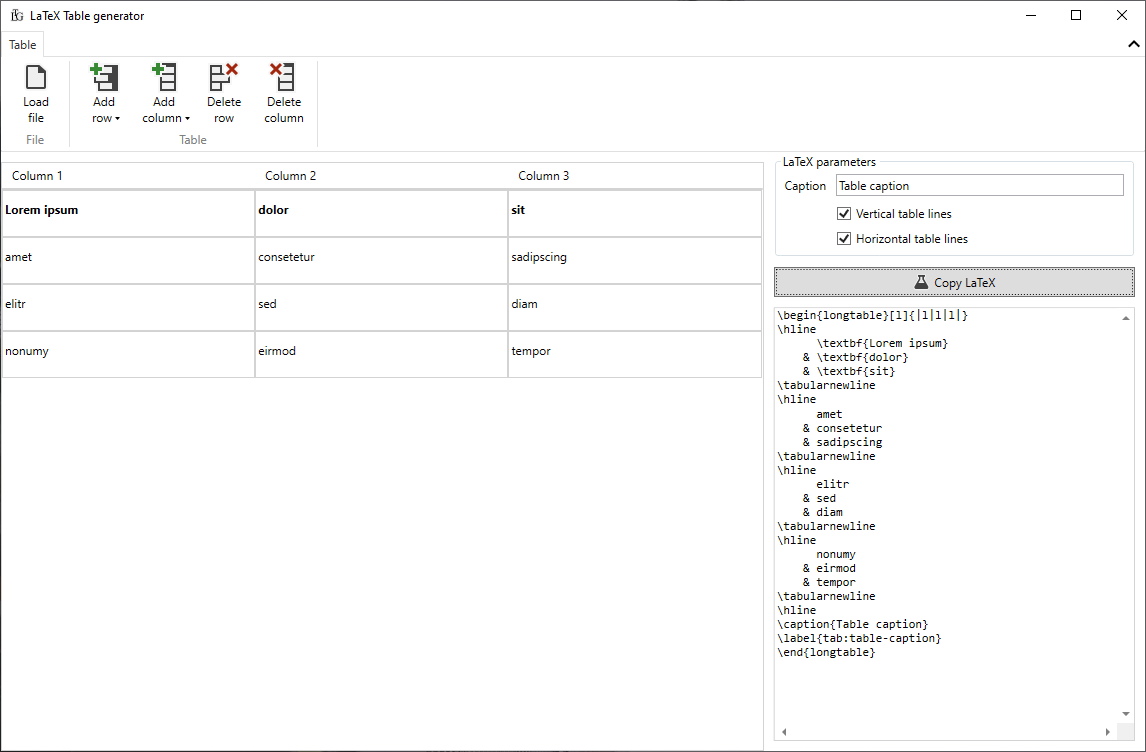 LaTeX Table generator
Table
Load file
Add row
Add column
Delete row
Delete column
File
Table
Column 1 Column 2 Column 3
Lorem ipsum dolor sit
amet consetetur sadipscing
elitr sed diam
nonumy eirmod tempor
LaTeX parameters
Caption Table caption
Vertical table lines
Horizontal table lines
Copy LaTeX
\begin{longtable}[l]{|l|l|l|}
\hline
\textbf{Lorem ipsum}
& \textbf{dolor}
& \textbf{sit}
\tabularnewline
\hline
amet
& consetetur
& sadipscing
\tabularnewline
\hline
elitr
& sed
& diam
\tabularnewline
\hline
nonumy
& eirmod
& tempor
\tabularnewline
\hline
\caption{Table caption}
\label{tab:table-caption}
\end{longtable}